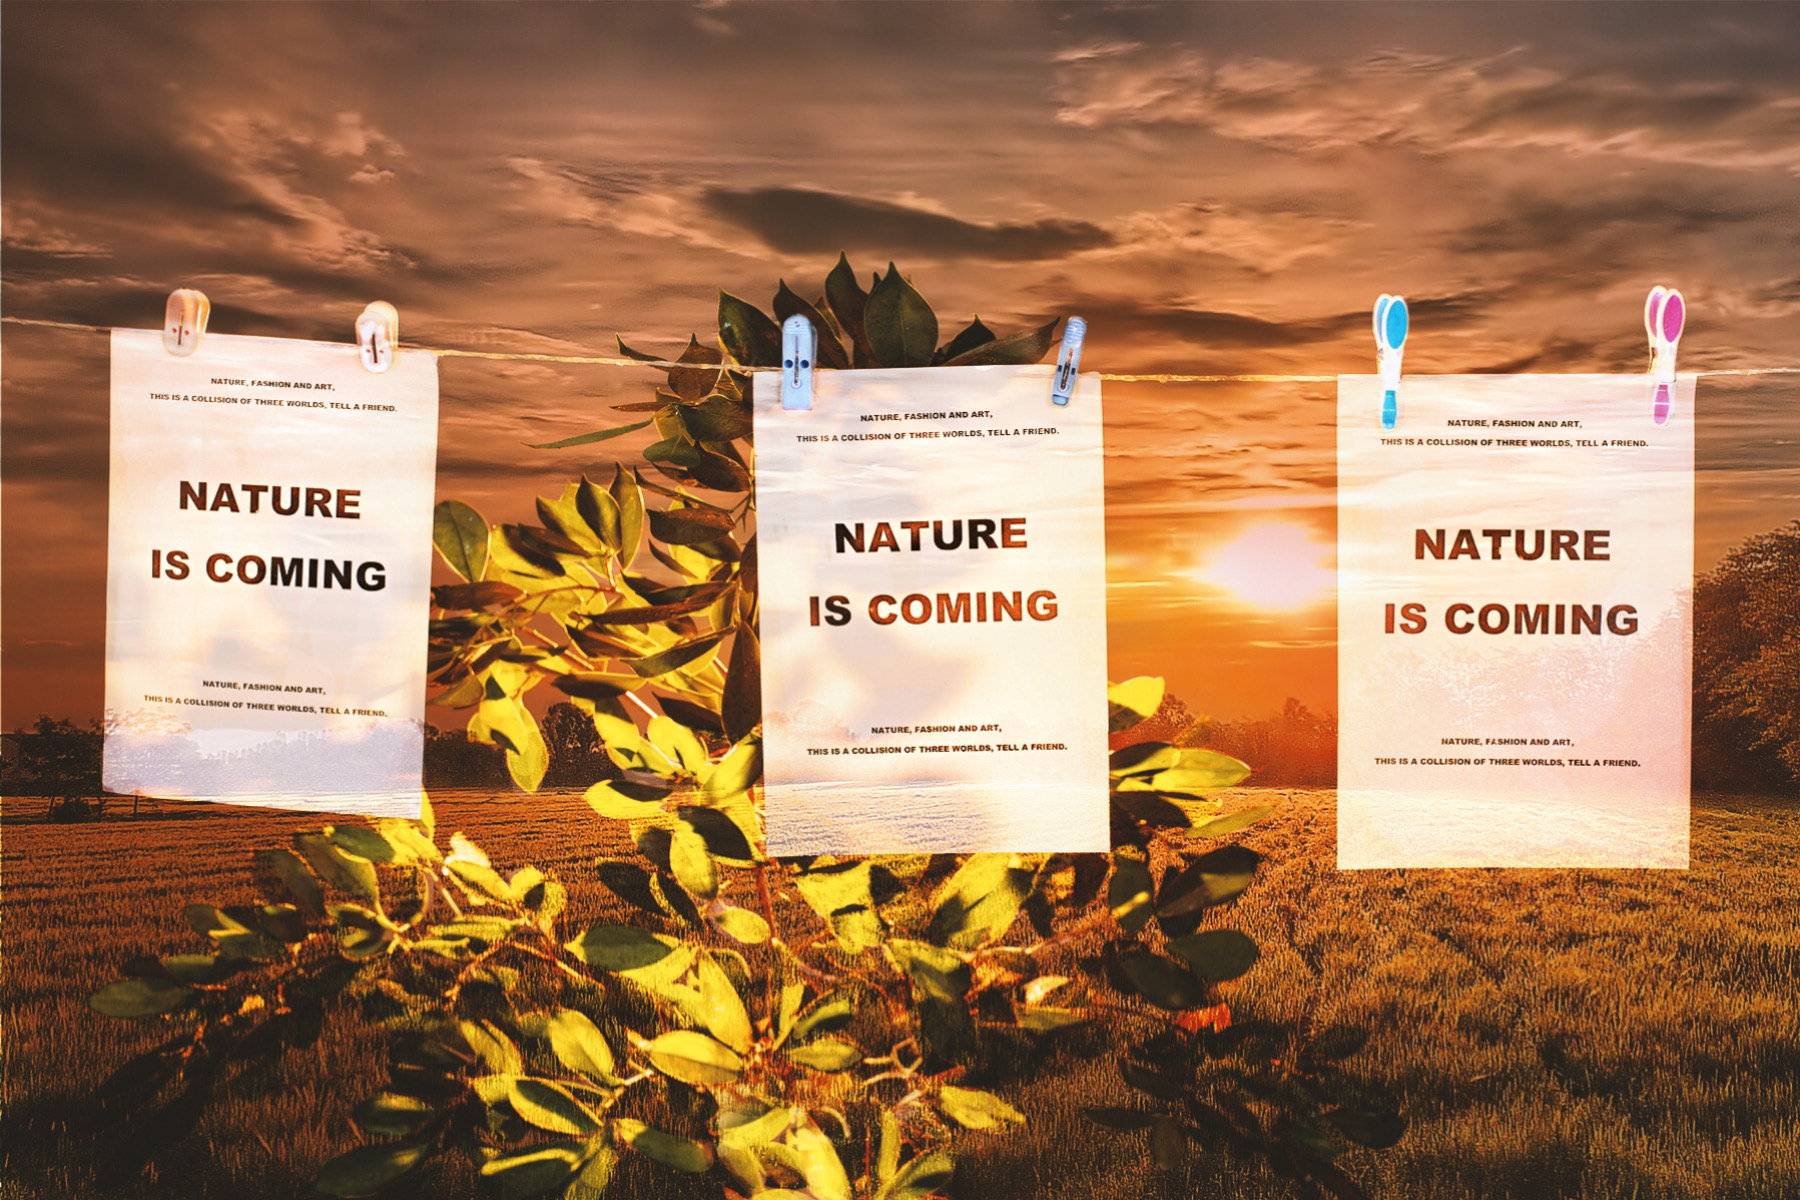 NATURE, FASHION AND ART,
THIS IS A COLLISION OF THREE WORLDS, TELL A FRIEND.
NATURE
IS COMING
NATURE, FASHION AND ART,
THIS IS A COLLISION OF THREE WORLDS, TELL A FRIEND.
NATURE, FASHION AND ART,
THIS IS A COLLISION OF THREE WORLDS, TELL A FRIEND.
NATURE
IS COMING
NATURE, FASHION AND ART,
THIS IS A COLLISION OF THREE WORLDS, TELL A FRIEND.
NATURE, FASHION AND ART,
THIS IS A COLLISION OF THREE WORLDS, TELL A FRIEND.
NATURE
IS COMING
NATURE, FASHION AND ART,
THIS IS A COLLISION OF THREE WORLDS, TELL A FRIEND.